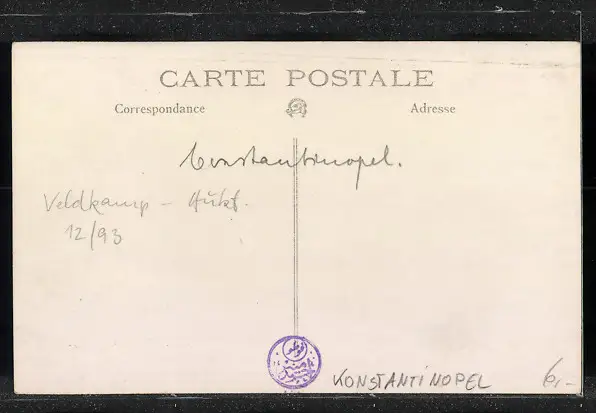 CARTE POSTALE
Correspondance
Adresse
Constantinopel.
Veldkamp - Aukt.
12/93
KONSTANTINOPEL
6,-